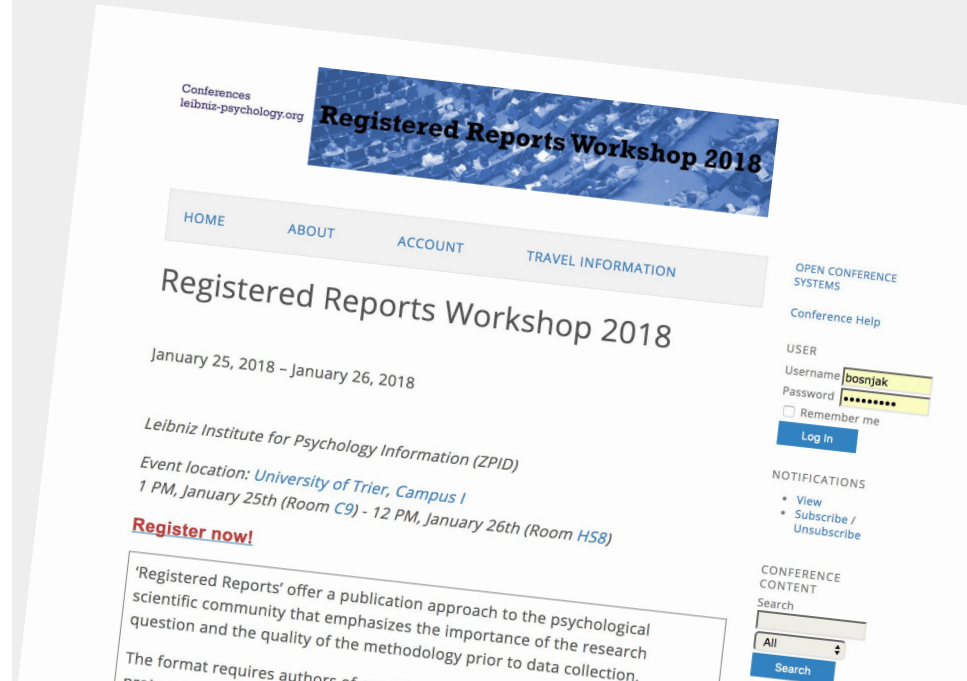 Conferences
leibniz-psychology.org
Registered Reports Workshop 2018
HOME
ABOUT
ACCOUNT
TRAVEL INFORMATION
Registered Reports Workshop 2018
January 25, 2018 – January 26, 2018
Leibniz Institute for Psychology Information (ZPID)
Event location: University of Trier, Campus I
1 PM, January 25th (Room C9) - 12 PM, January 26th (Room HS8)
Register now!
‘Registered Reports’ offer a publication approach to the psychological
scientific community that emphasizes the importance of the research
question and the quality of the methodology prior to data collection.
The format requires authors of
OPEN CONFERENCE
SYSTEMS
Conference Help
USER
Username bosnjak
Password •••••••••
Remember me
Log In
NOTIFICATIONS
• View
• Subscribe /
Unsubscribe
CONFERENCE
CONTENT
Search
All
Search